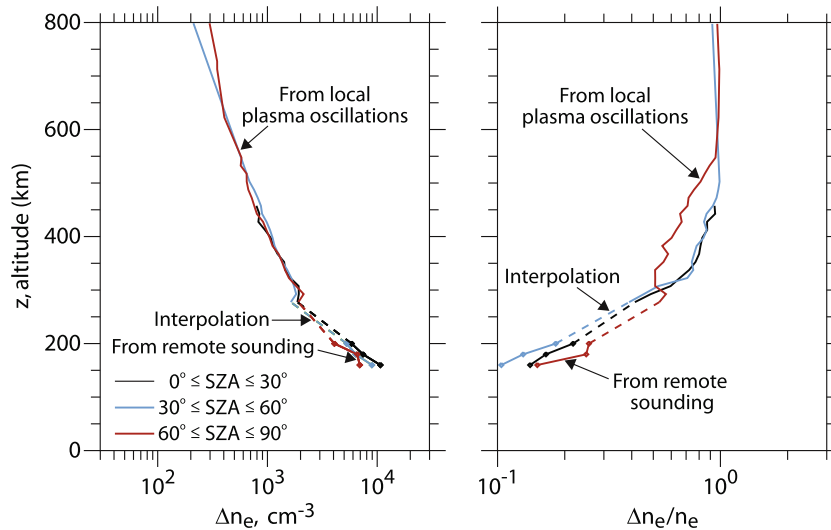 800
600
400
200
0
z, altitude (km)
From local
plasma oscillations
Interpolation
From remote sounding
0° ≤ SZA ≤ 30°
30° ≤ SZA ≤ 60°
60° ≤ SZA ≤ 90°
10² 10³ 10⁴
Δnₑ, cm⁻³
From local
plasma oscillations
Interpolation
From remote
sounding
10⁻¹ 10⁰
Δnₑ/nₑ